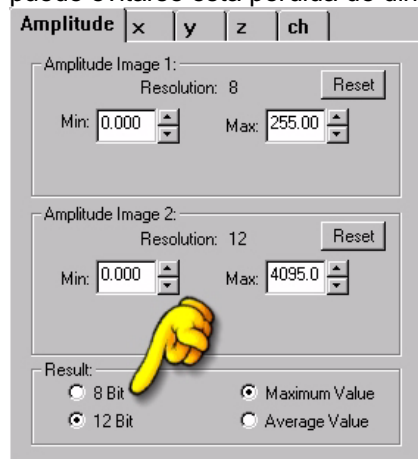 Amplitude x y z ch
Amplitude Image 1:
Resolution: 8 Reset
Min: 0.000 Max: 255.00
Amplitude Image 2:
Resolution: 12 Reset
Min: 0.000 Max: 4095.0
Result:
8 Bit Maximum Value
12 Bit Average Value